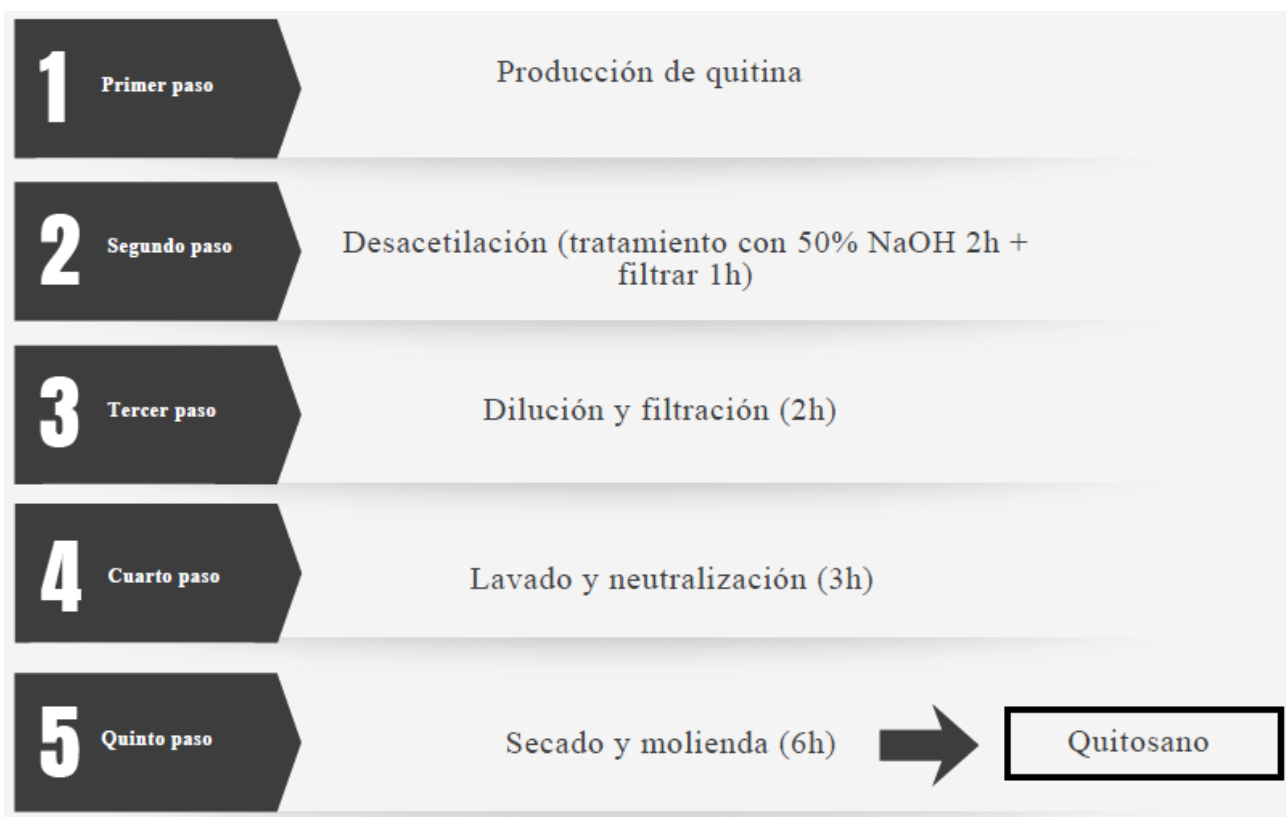 1 Primer paso
Producción de quitina
2 Segundo paso
Desacetilación (tratamiento con 50% NaOH 2h +
filtrar 1h)
3 Tercer paso
Dilución y filtración (2h)
4 Cuarto paso
Lavado y neutralización (3h)
5 Quinto paso
Secado y molienda (6h)
Quitosano